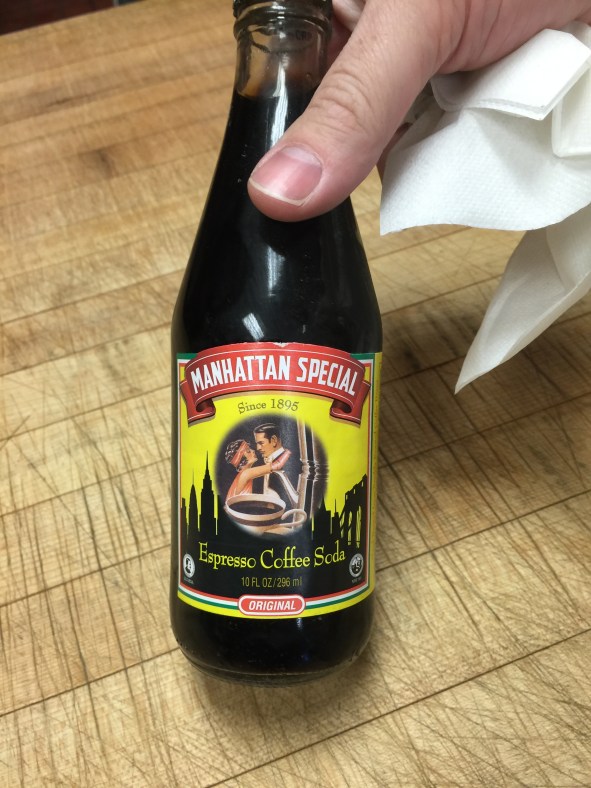 MANHATTAN SPECIAL
Since 1895
Espresso Coffee Soda
10 FL OZ/296 ml
ORIGINAL